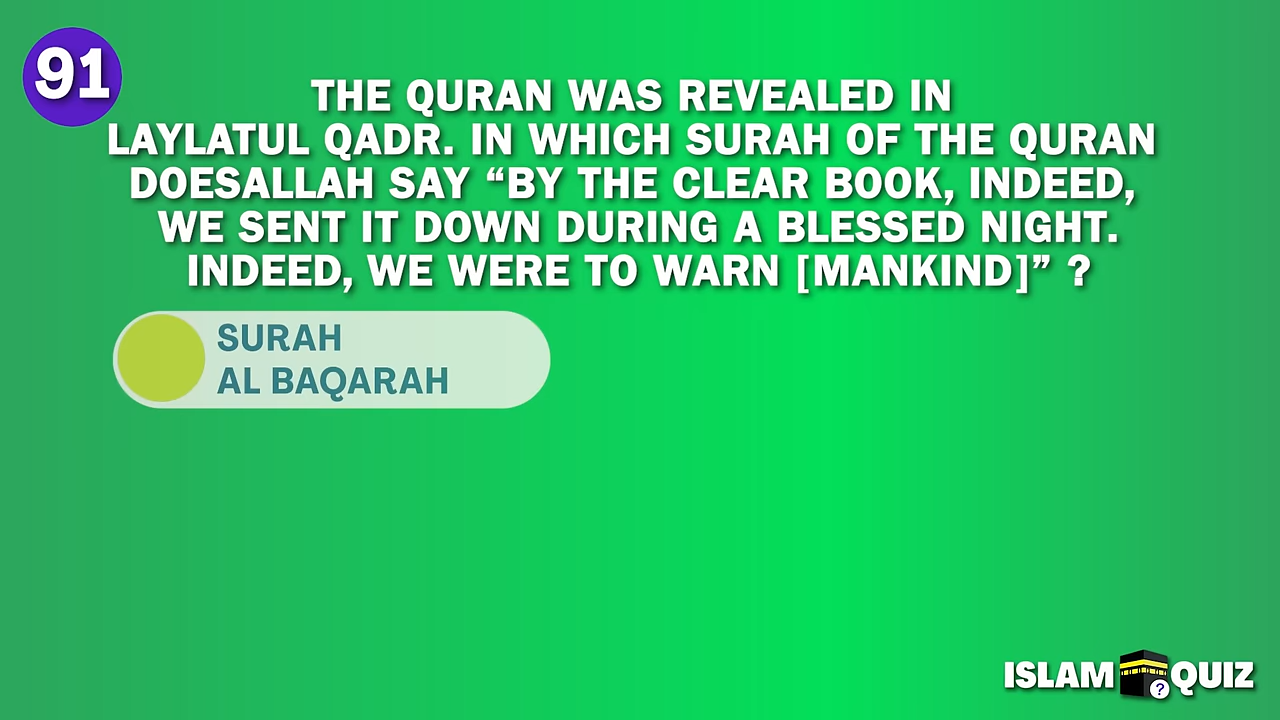 91
THE QURAN WAS REVEALED IN
LAYLATUL QADR. IN WHICH SURAH OF THE QURAN
DOESALLAH SAY “BY THE CLEAR BOOK, INDEED,
WE SENT IT DOWN DURING A BLESSED NIGHT.
INDEED, WE WERE TO WARN [MANKIND]” ?
SURAH
AL BAQARAH
ISLAM QUIZ
?